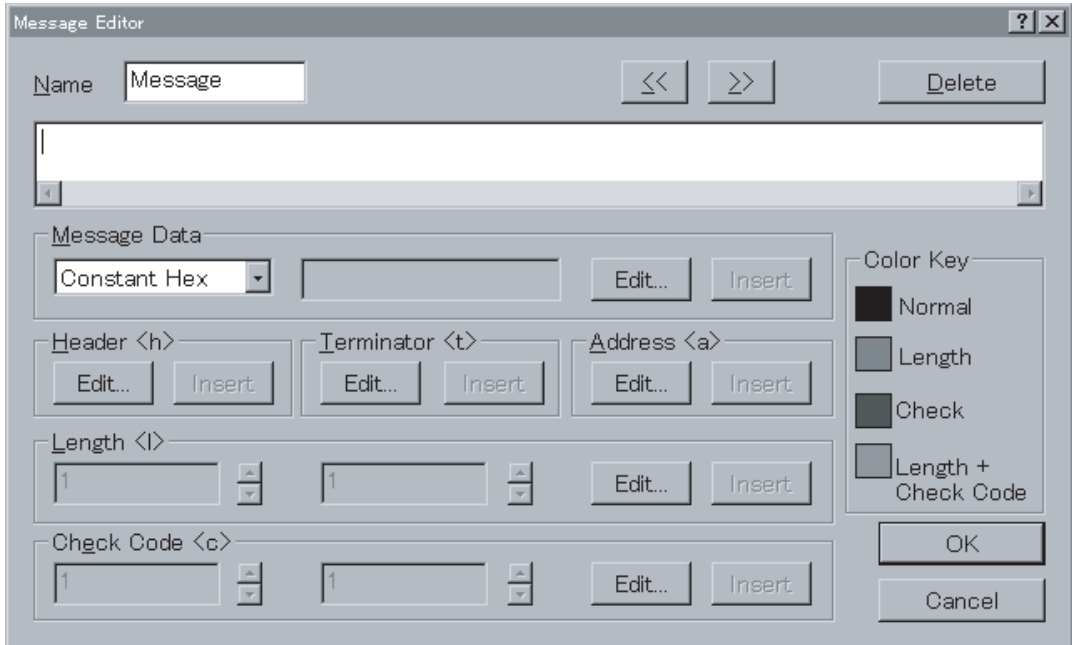 Message Editor
? ×
Name Message << >> Delete
Message Data
Constant Hex Edit... Insert
Color Key
Normal
Header <h> Terminator <t> Address <a>
Edit... Insert Edit... Insert Edit... Insert
Length
Check
Length <l>
1 1 Edit... Insert
Length +
Check Code
Check Code <c>
1 1 Edit... Insert
OK
Cancel